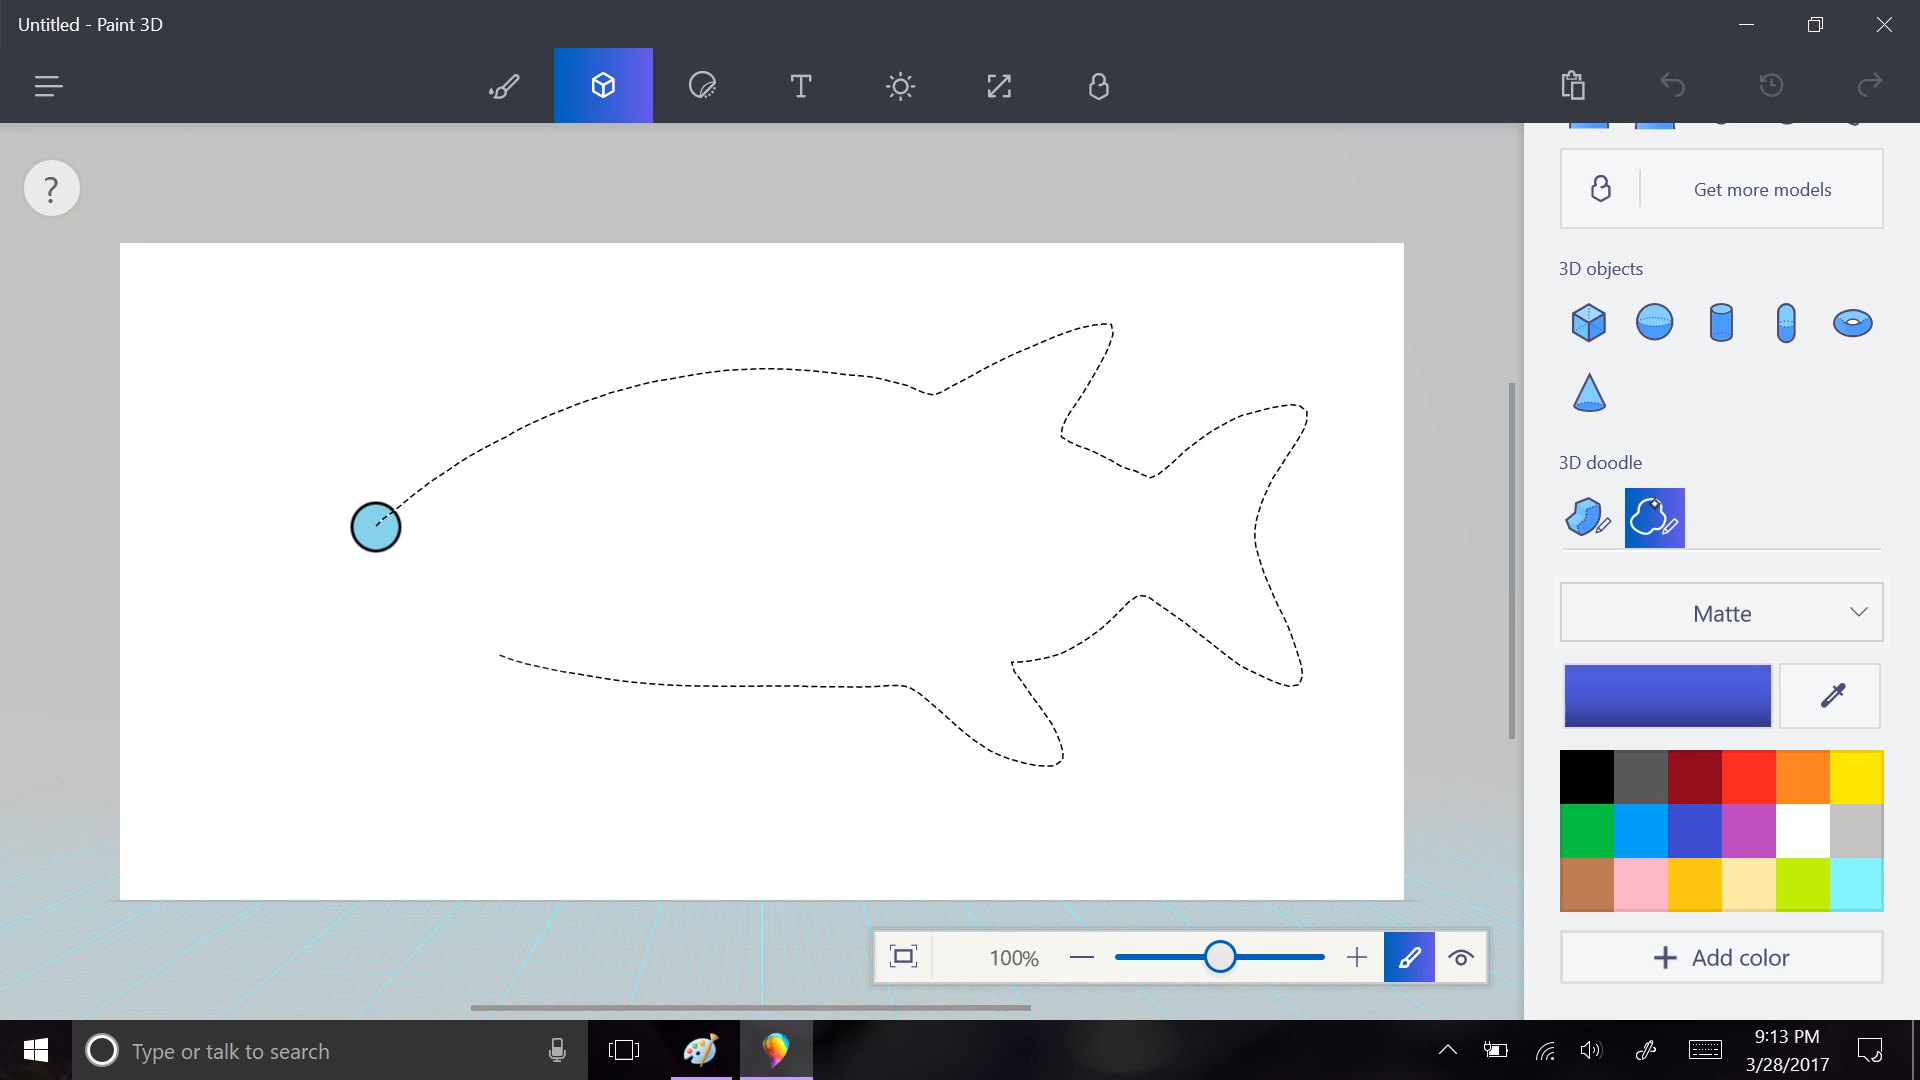 Untitled - Paint 3D
?
T
Get more models
3D objects
3D doodle
Matte
100%
Add color
Type or talk to search
9:13 PM
3/28/2017